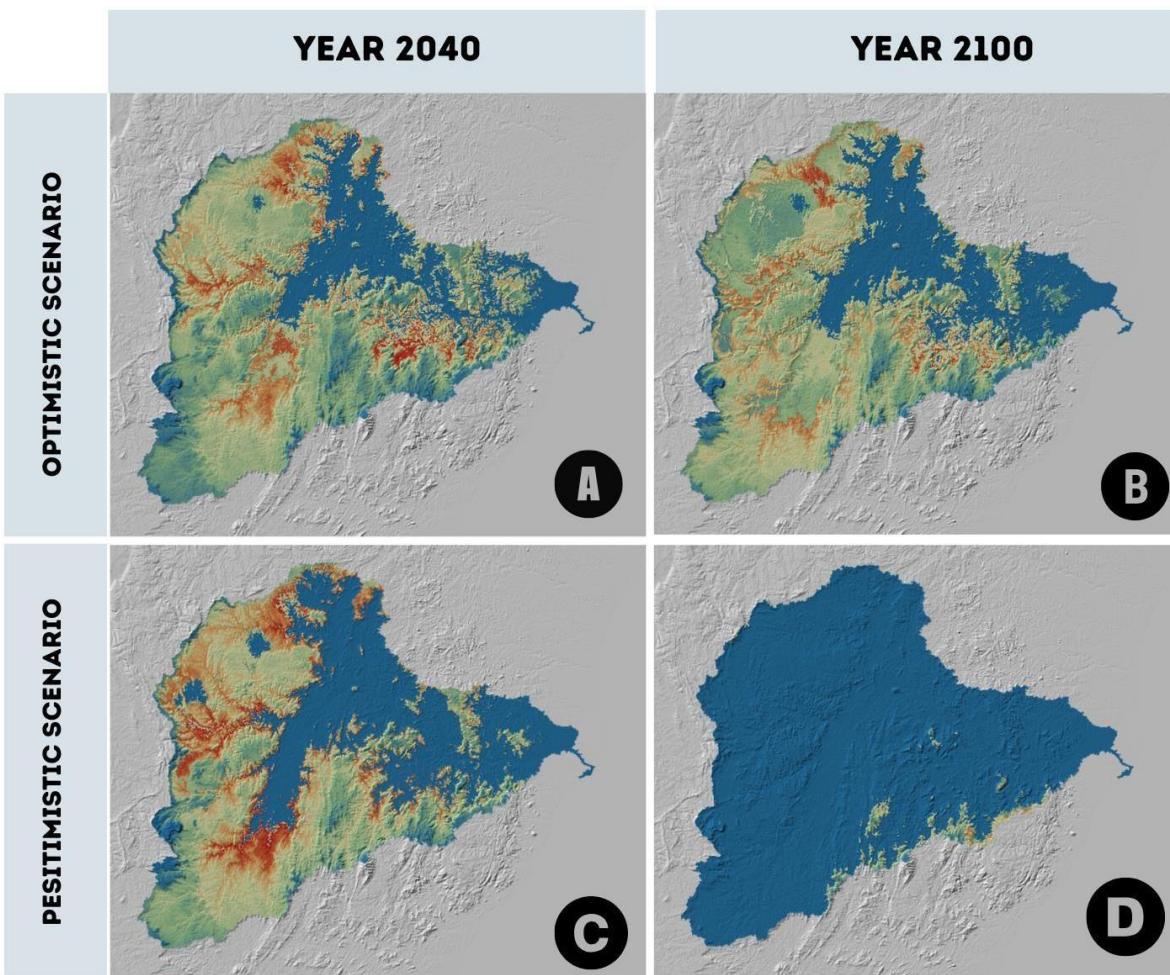 YEAR 2040
YEAR 2100
OPTIMISTIC SCENARIO
A
B
PESITIMISTIC SCENARIO
C
D